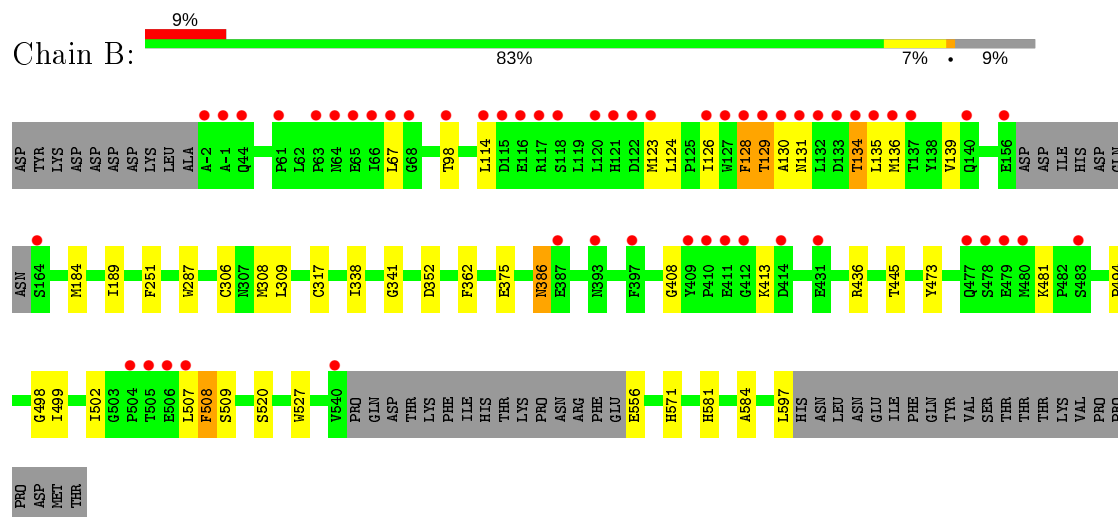 9%
Chain B:
83% 7% • 9%
ASP TYR LYS ASP ASP ASP ASP LYS LEU ALA A-2 A-1 Q44 P61 L62 P63 N64 E65 I66 L67 G68 T98 L114 D115 E116 R117 S118 L119 L120 H121 D122 M123 L124 P125 I126 W127 F128 T129 A130 N131 L132 D133 T134 L135 M136 T137 Y138 V139 Q140 E156 ASP ASP ILE HIS ASP GLN
ASN S164 M184 I189 F251 W287 C306 N307 M308 L309 C317 I338 G341 D352 F362 E375 N386 E387 N393 F397 G408 Y409 P410 E411 G412 K413 D414 E431 R436 T445 Y473 Q477 S478 E479 M480 K481 P482 S483
G498 I499 I502 G503 P504 T505 E506 L507 F508 S509 S520 W527 V540 PRO GLN ASP THR LYS PHE ILE HIS THR LYS PRO ASN ARG PHE GLU E556 H571 H581 A584 L597 HIS ASN LEU ASN GLU ILE PHE GLN TYR VAL SER THR THR THR LYS VAL PRO PRO
PRO ASP MET THR